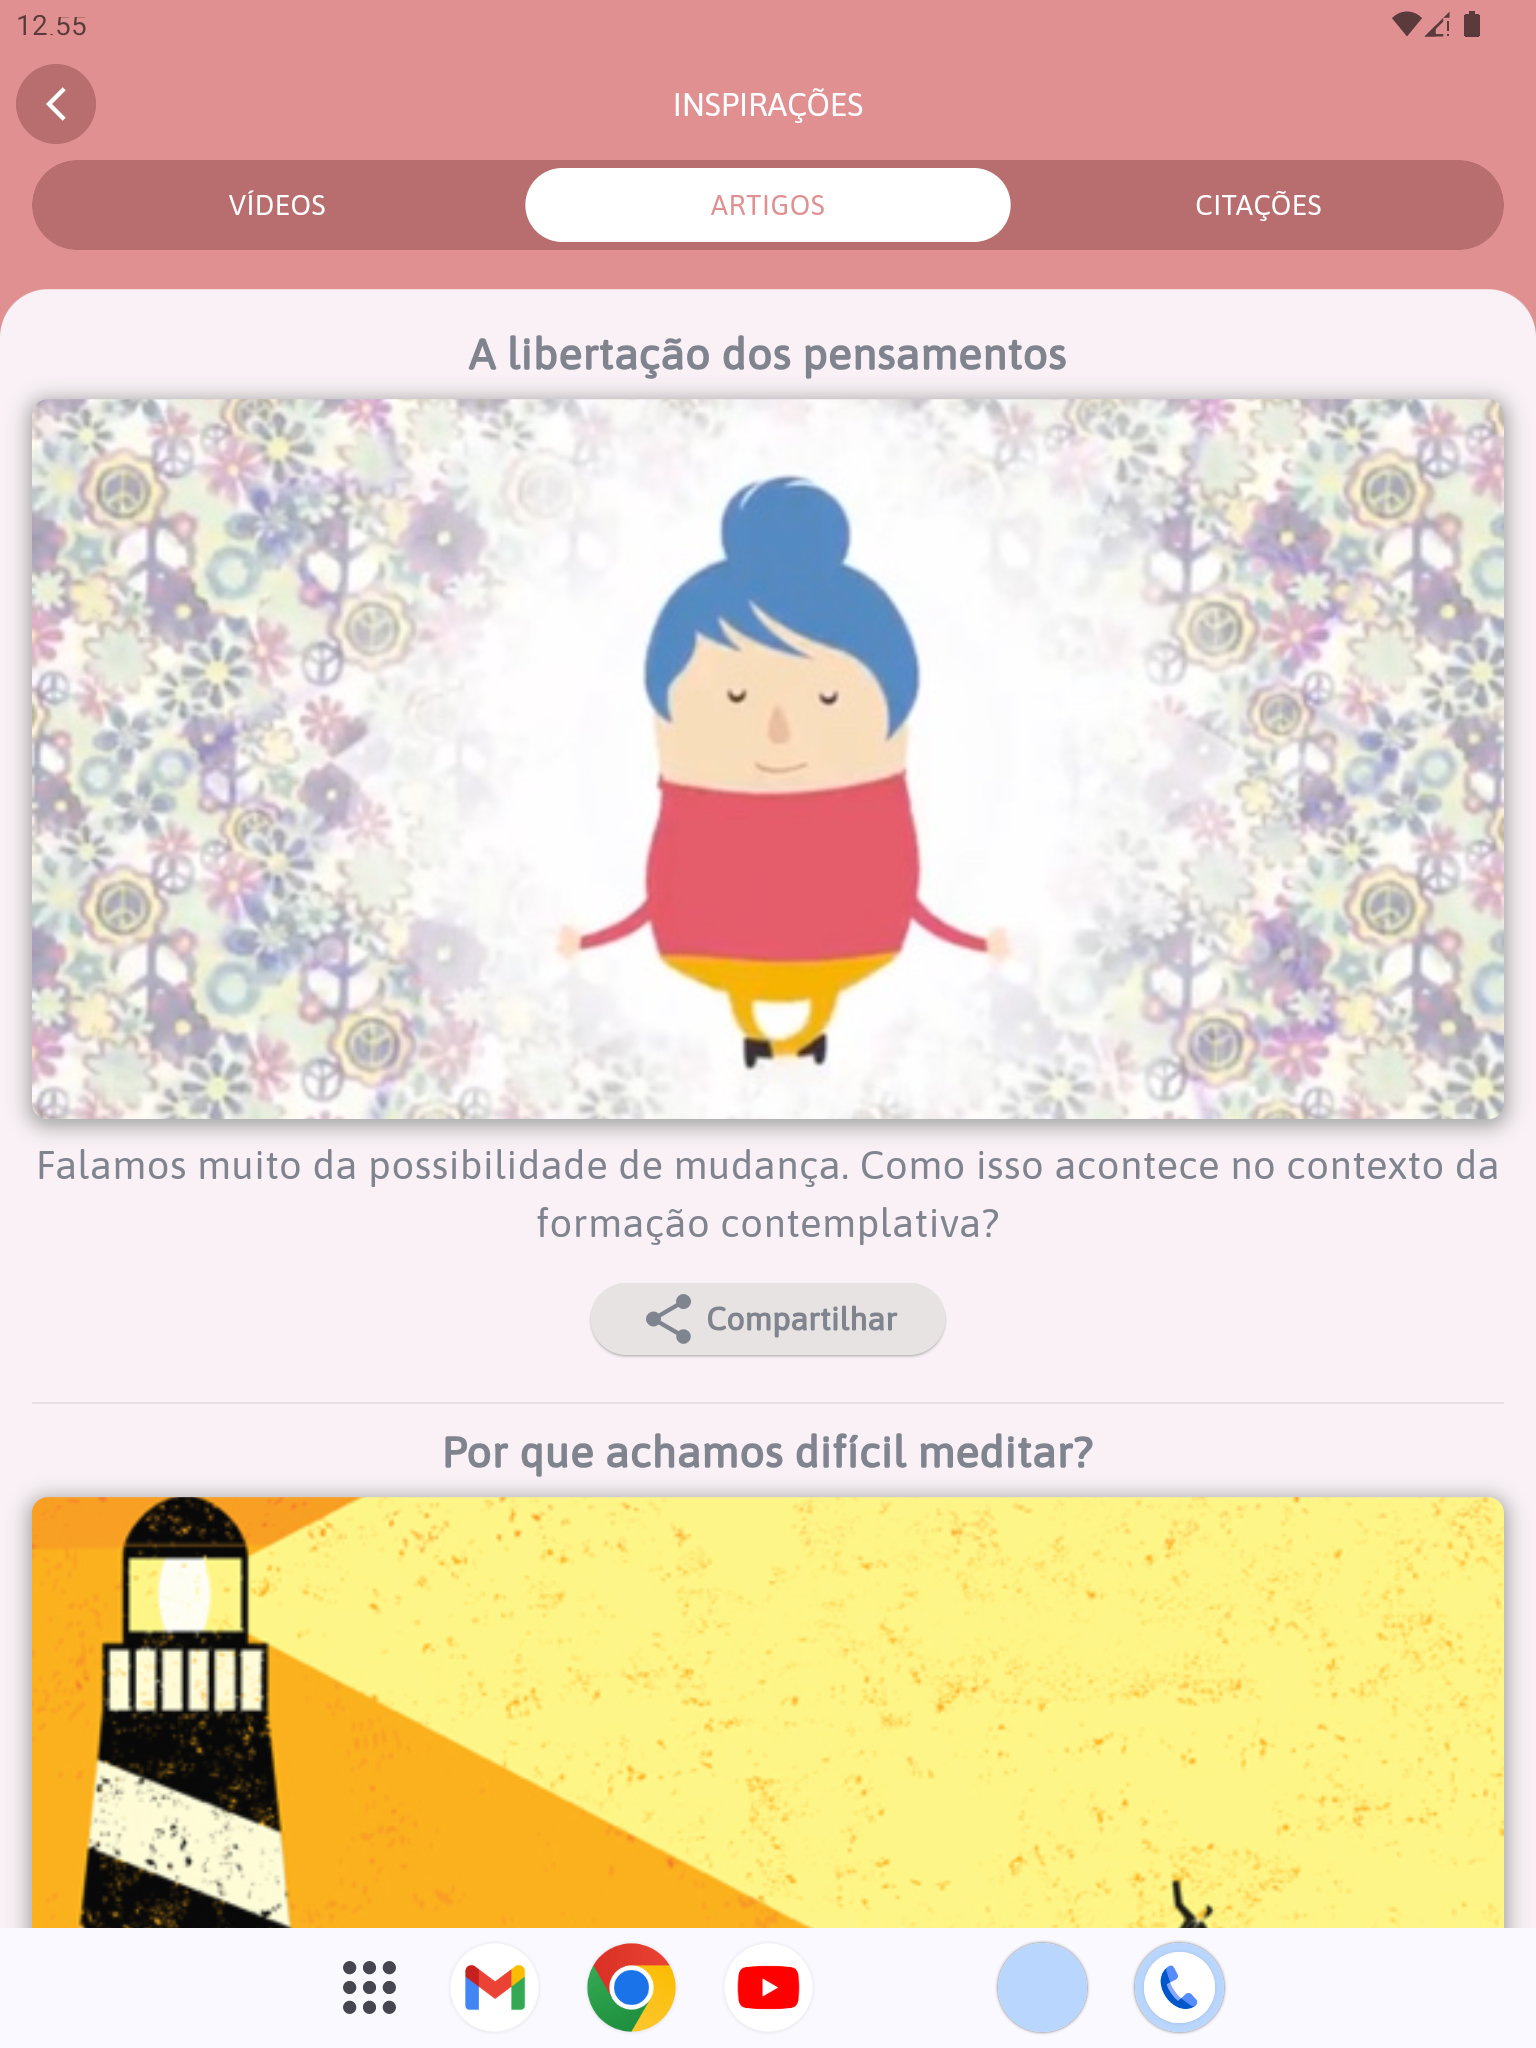 12.55
INSPIRAÇÕES
VÍDEOS
ARTIGOS
CITAÇÕES
A libertação dos pensamentos
Falamos muito da possibilidade de mudança. Como isso acontece no contexto da
formação contemplativa?
Compartilhar
Por que achamos difícil meditar?